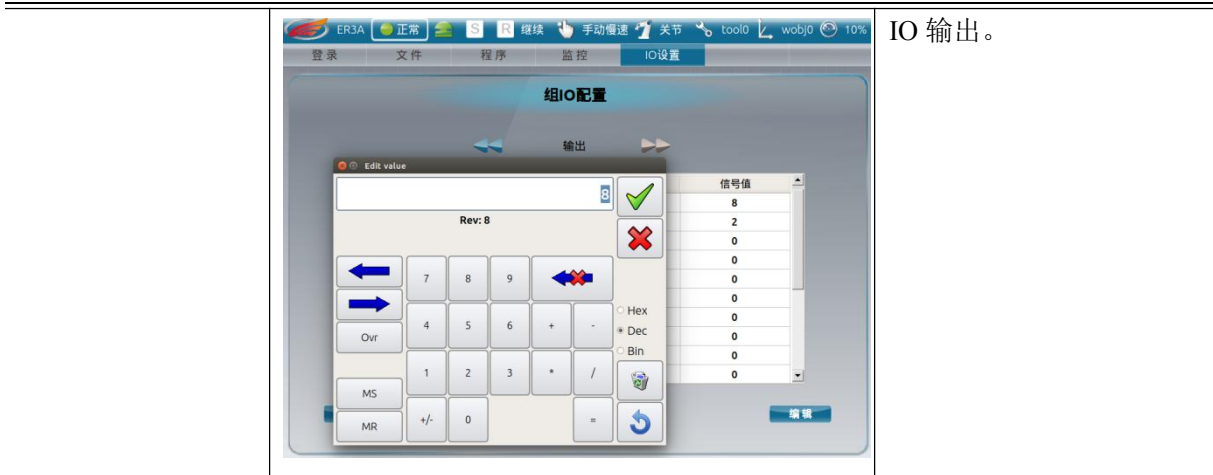 ER3A 正常 S R 继续 手动慢速 关节 tool0 wobj0 10%
登录 文件 程序 监控 IO设置
组IO配置
输出
Edit value
8
Rev: 8
7 8 9
4 5 6 + -
Ovr
1 2 3 * /
MS
MR
+/- 0 =
Hex
Dec
Bin
信号值
8
2
0
0
0
0
0
0
0
0
编辑
IO 输出。